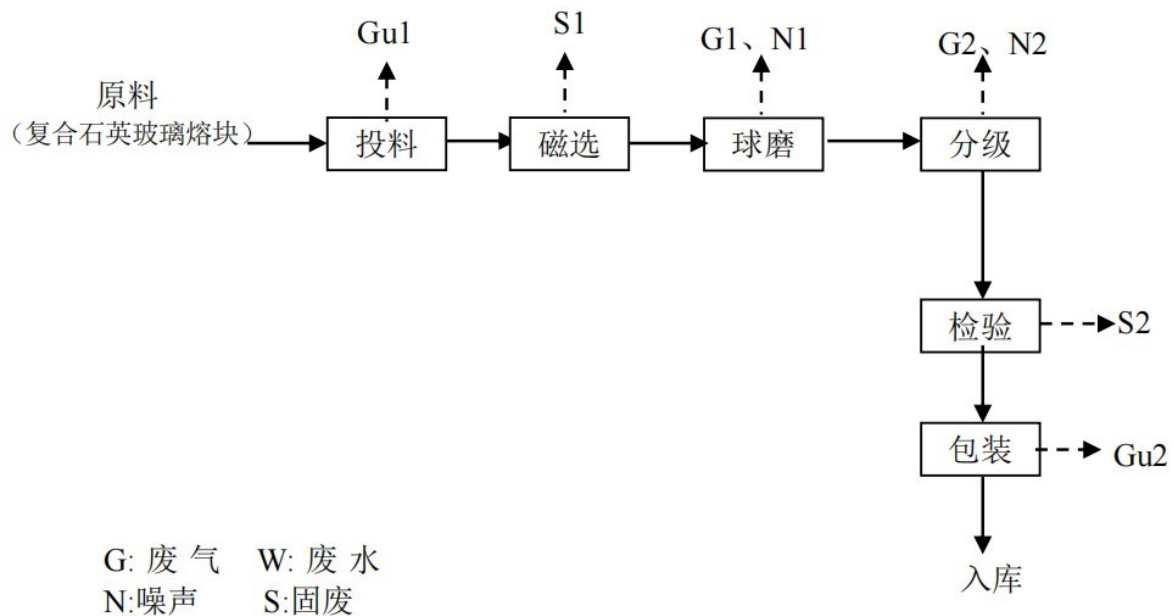 Gu1
S1
G1、N1
G2、N2
原料
（复合石英玻璃熔块）
投料
磁选
球磨
分级
检验
S2
包装
Gu2
入库
G: 废 气 W: 废 水
N:噪声 S:固废